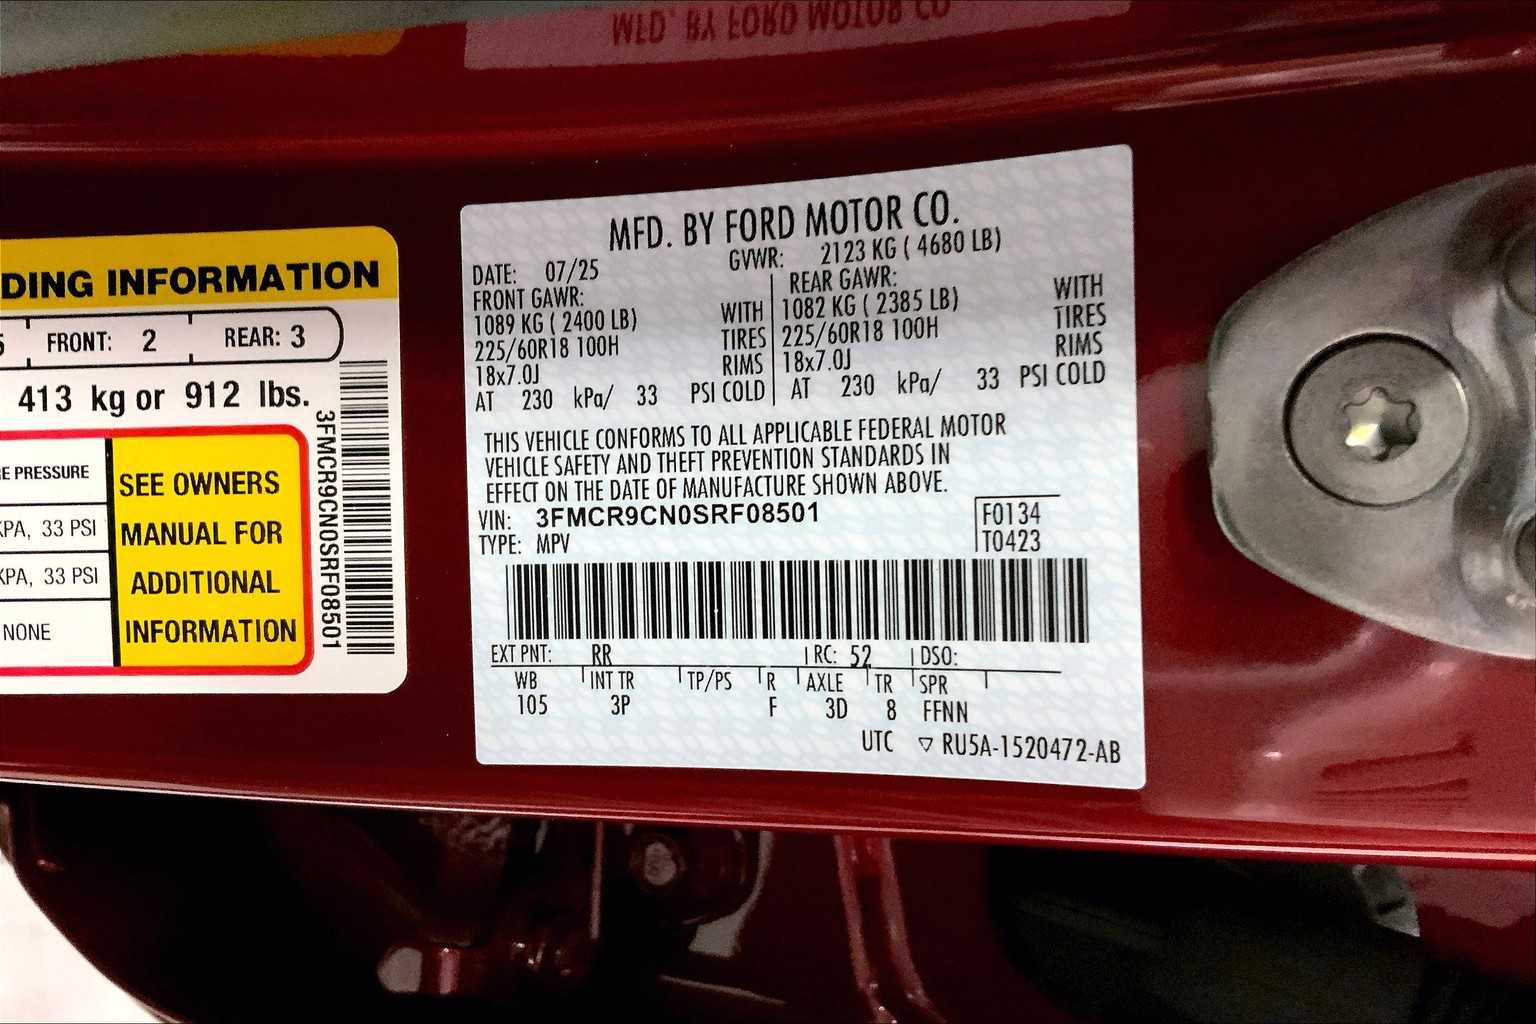 MFD. BY FORD MOTOR CO
DING INFORMATION
FRONT: 2 REAR: 3
413 kg or 912 lbs.
E PRESSURE
KPA, 33 PSI
KPA, 33 PSI
NONE
SEE OWNERS
MANUAL FOR
ADDITIONAL
INFORMATION
3FMCR9CN0SRF08501
MFD. BY FORD MOTOR CO.
DATE: 07/25 GVWR: 2123 KG ( 4680 LB)
FRONT GAWR:
1089 KG ( 2400 LB) WITH
225/60R18 100H TIRES
18x7.0J RIMS
AT 230 kPa/ 33 PSI COLD
REAR GAWR:
1082 KG ( 2385 LB) WITH
225/60R18 100H TIRES
18x7.0J RIMS
AT 230 kPa/ 33 PSI COLD
THIS VEHICLE CONFORMS TO ALL APPLICABLE FEDERAL MOTOR
VEHICLE SAFETY AND THEFT PREVENTION STANDARDS IN
EFFECT ON THE DATE OF MANUFACTURE SHOWN ABOVE.
VIN: 3FMCR9CN0SRF08501
TYPE: MPV
F0134
T0423
EXT PNT: RR RC: 52 DSO:
WB INT TR TP/PS R AXLE TR SPR
105 3P F 3D 8 FFNN
UTC ▽ RU5A-1520472-AB